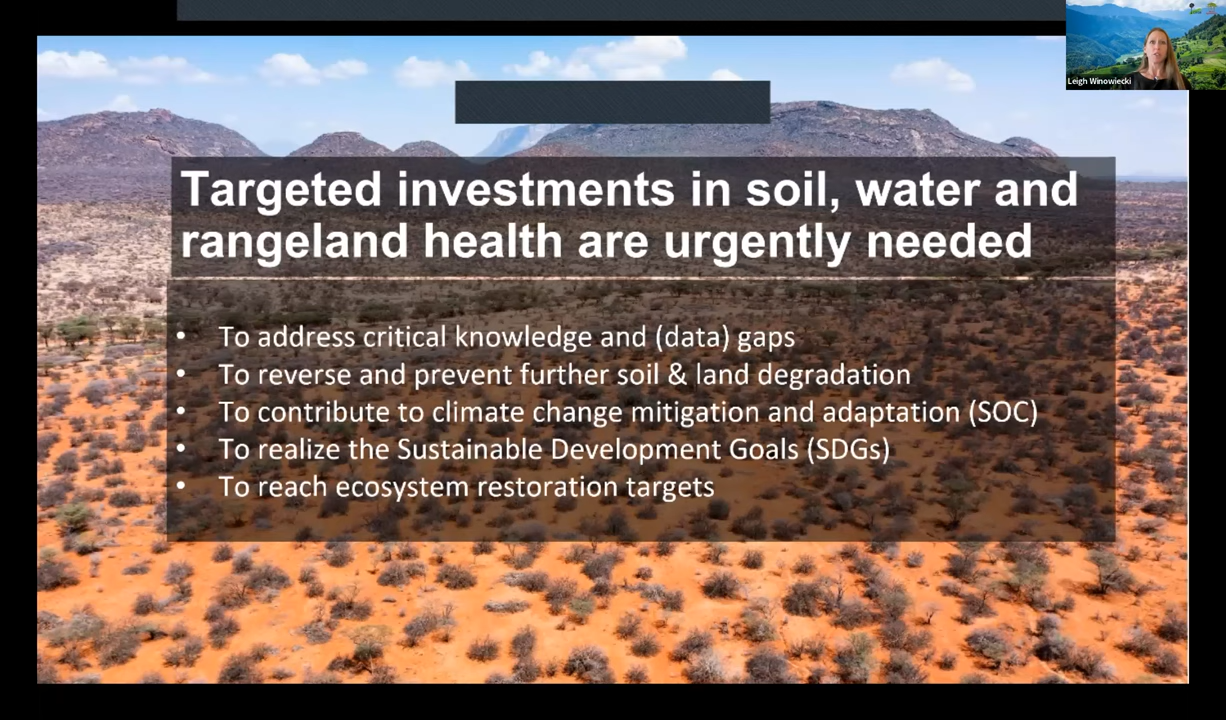 Leigh Winowiecki
Targeted investments in soil, water and
rangeland health are urgently needed
• To address critical knowledge and (data) gaps
• To reverse and prevent further soil & land degradation
• To contribute to climate change mitigation and adaptation (SOC)
• To realize the Sustainable Development Goals (SDGs)
• To reach ecosystem restoration targets